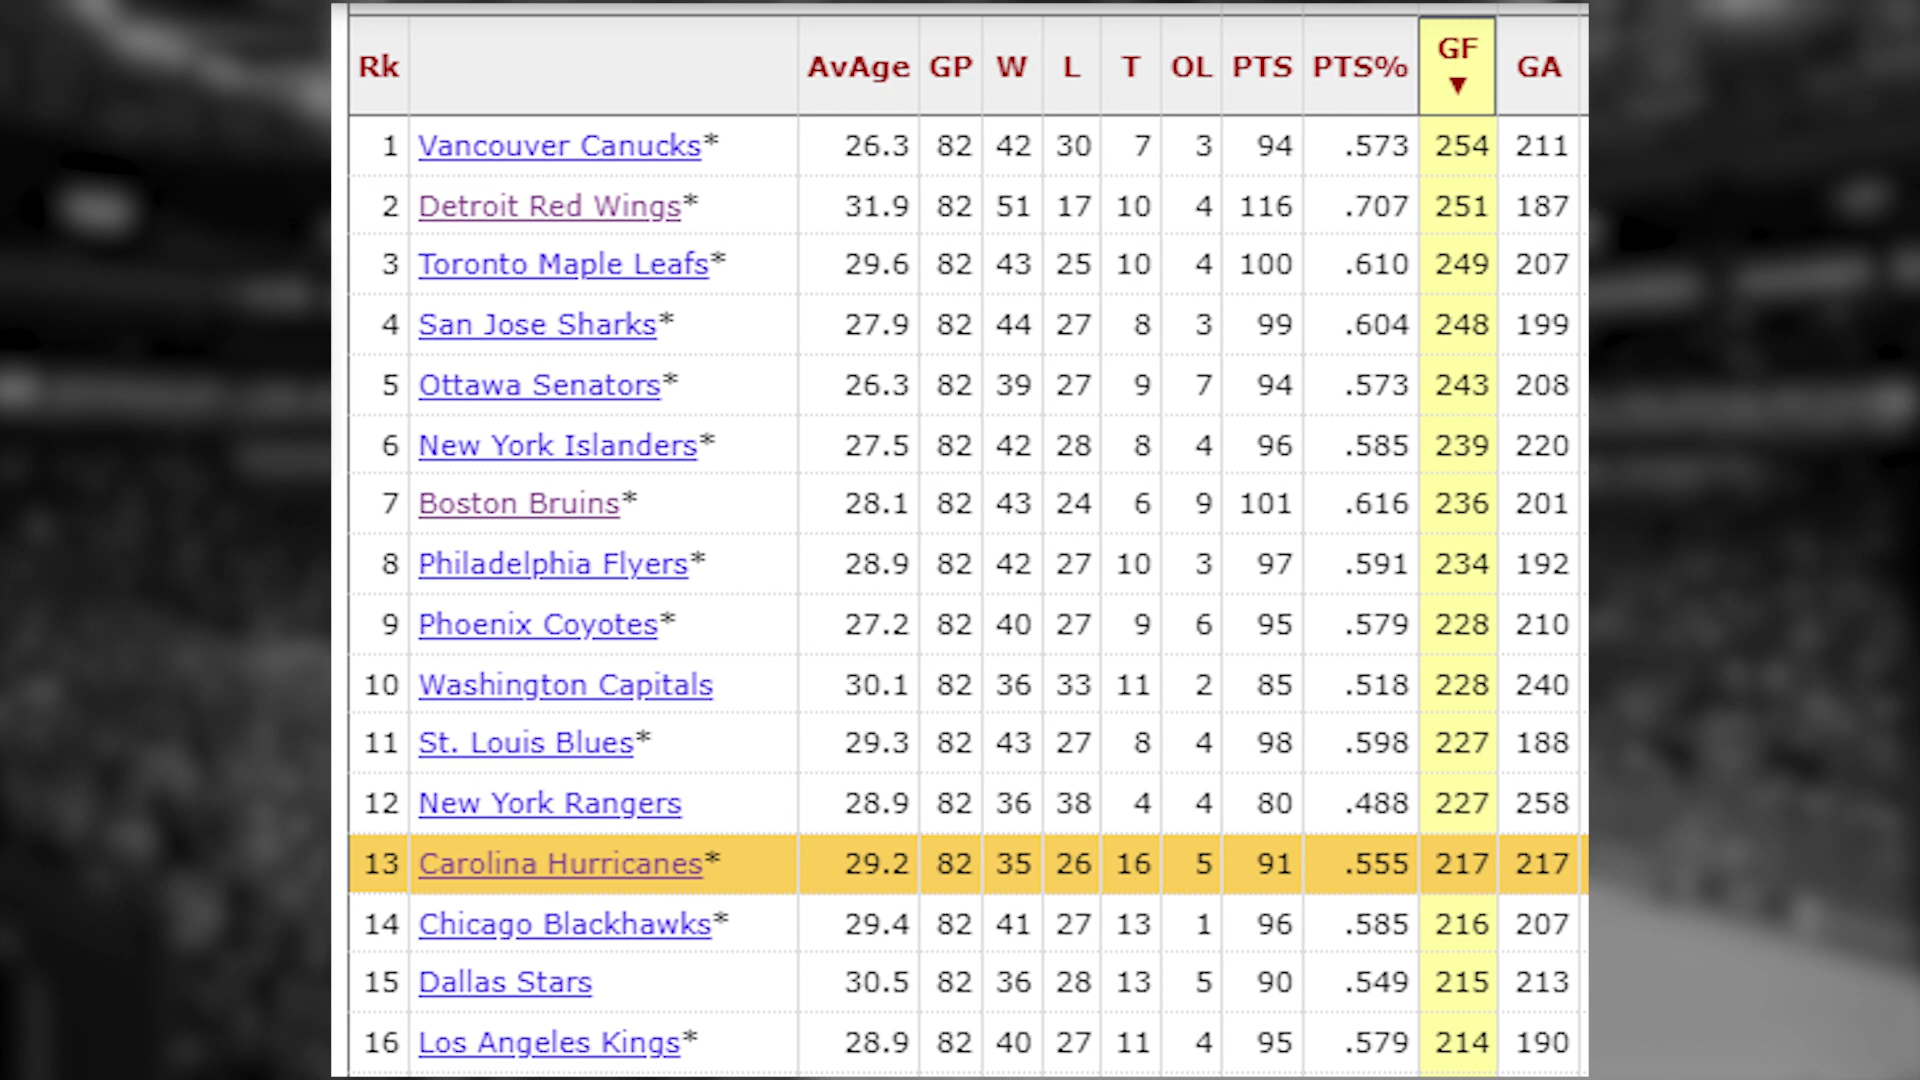 Rk AvAge GP W L T OL PTS PTS% GF ▼ GA
1 Vancouver Canucks* 26.3 82 42 30 7 3 94 .573 254 211
2 Detroit Red Wings* 31.9 82 51 17 10 4 116 .707 251 187
3 Toronto Maple Leafs* 29.6 82 43 25 10 4 100 .610 249 207
4 San Jose Sharks* 27.9 82 44 27 8 3 99 .604 248 199
5 Ottawa Senators* 26.3 82 39 27 9 7 94 .573 243 208
6 New York Islanders* 27.5 82 42 28 8 4 96 .585 239 220
7 Boston Bruins* 28.1 82 43 24 6 9 101 .616 236 201
8 Philadelphia Flyers* 28.9 82 42 27 10 3 97 .591 234 192
9 Phoenix Coyotes* 27.2 82 40 27 9 6 95 .579 228 210
10 Washington Capitals 30.1 82 36 33 11 2 85 .518 228 240
11 St. Louis Blues* 29.3 82 43 27 8 4 98 .598 227 188
12 New York Rangers 28.9 82 36 38 4 4 80 .488 227 258
13 Carolina Hurricanes* 29.2 82 35 26 16 5 91 .555 217 217
14 Chicago Blackhawks* 29.4 82 41 27 13 1 96 .585 216 207
15 Dallas Stars 30.5 82 36 28 13 5 90 .549 215 213
16 Los Angeles Kings* 28.9 82 40 27 11 4 95 .579 214 190